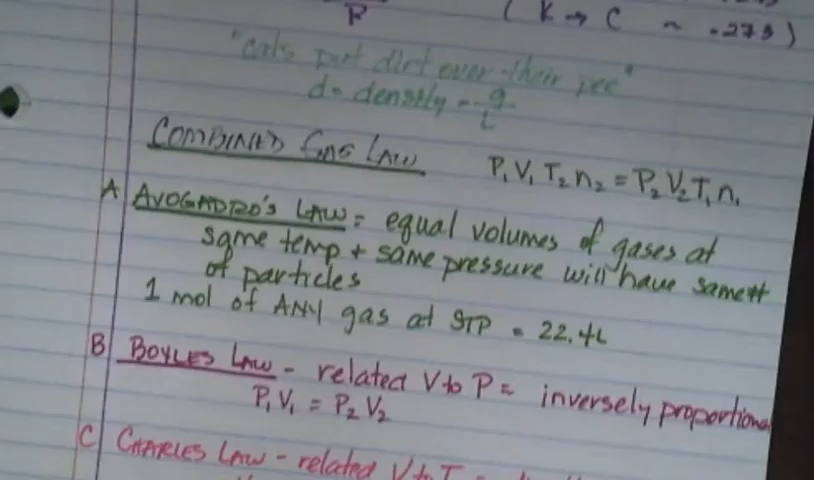 R
( K → C ~ -273 )
"cats put dirt over their pee"
d = density = g/L
COMBINED GAS LAW P₁V₁T₂n₂ = P₂V₂T₁n₁
A AVOGADRO'S LAW = equal volumes of gases at
same temp + same pressure will have same #
of particles
1 mol of ANY gas at STP = 22.4L
B BOYLES LAW - related V to P = inversely proportional
P₁V₁ = P₂V₂
C CHARLES LAW - related V to T =